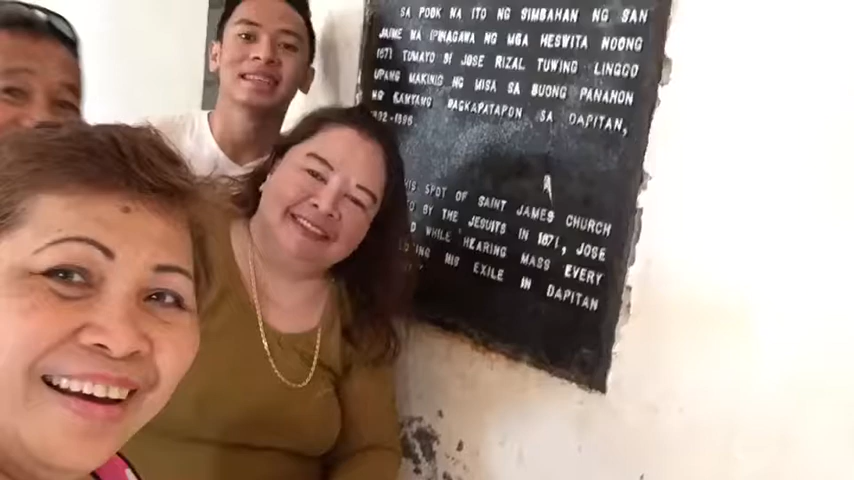 SA POOK NA ITO NG SIMBAHAN NG SAN
JAIME NA IPINAGAWA NG MGA HESWITA NOONG
1871 TUMAYO SI JOSE RIZAL TUWING LINGGO
UPANG MAKINIG NG MISA SA BUONG PANAHON
NG KANYANG PAGKAPATAPON SA DAPITAN,
92-1896
THIS SPOT OF SAINT JAMES CHURCH
BY THE JESUITS IN 1871, JOSE
WHILE HEARING MASS EVERY
HIS EXILE IN DAPITAN